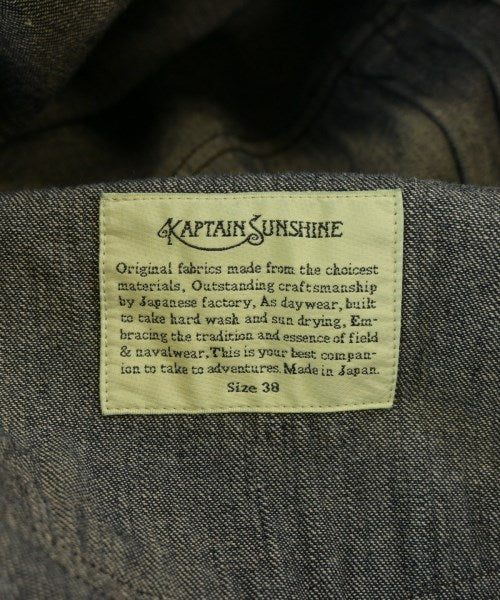 KAPTAIN SUNSHINE
Original fabrics made from the choicest
materials, Outstanding craftsmanship
by Japanese factory, As daywear, built
to take hard wash and sun drying, Em-
bracing the tradition and essence of field
& navalwear, This is your best compan-
ion to take to adventures. Made in Japan.
Size 38